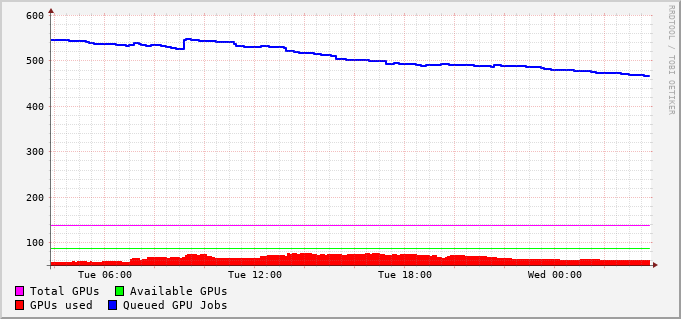 600
500
400
300
200
100
Tue 06:00 Tue 12:00 Tue 18:00 Wed 00:00
Total GPUs Available GPUs
GPUs used Queued GPU Jobs
RRDTOOL / TOBI OETIKER